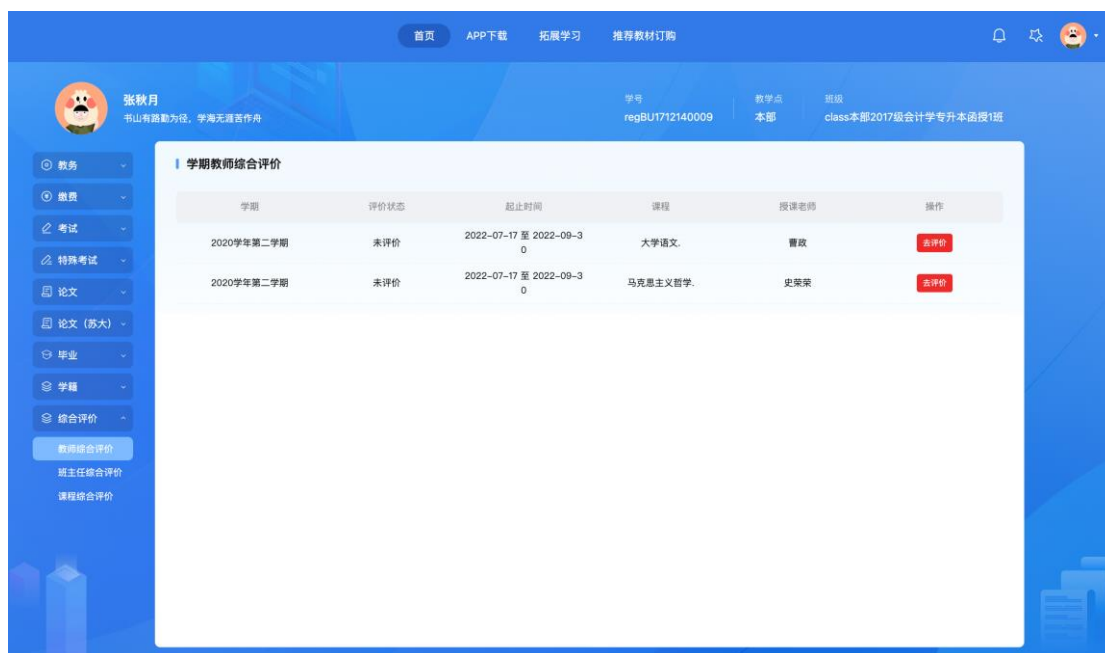 首页 APP下载 拓展学习 推荐教材订购
张秋月
书山有路勤为径，学海无涯苦作舟
学号 教学点 班级
regBU1712140009 本部 class本部2017级会计学专升本函授1班
教务
缴费
考试
特殊考试
论文
论文（苏大）
毕业
学籍
综合评价
教师综合评价
班主任综合评价
课程综合评价
学期教师综合评价
学期 评价状态 起止时间 课程 授课老师 操作
2020学年第二学期 未评价 2022-07-17 至 2022-09-3 大学语文. 曹政 去评价
0
2020学年第二学期 未评价 2022-07-17 至 2022-09-3 马克思主义哲学. 史荣荣 去评价
0